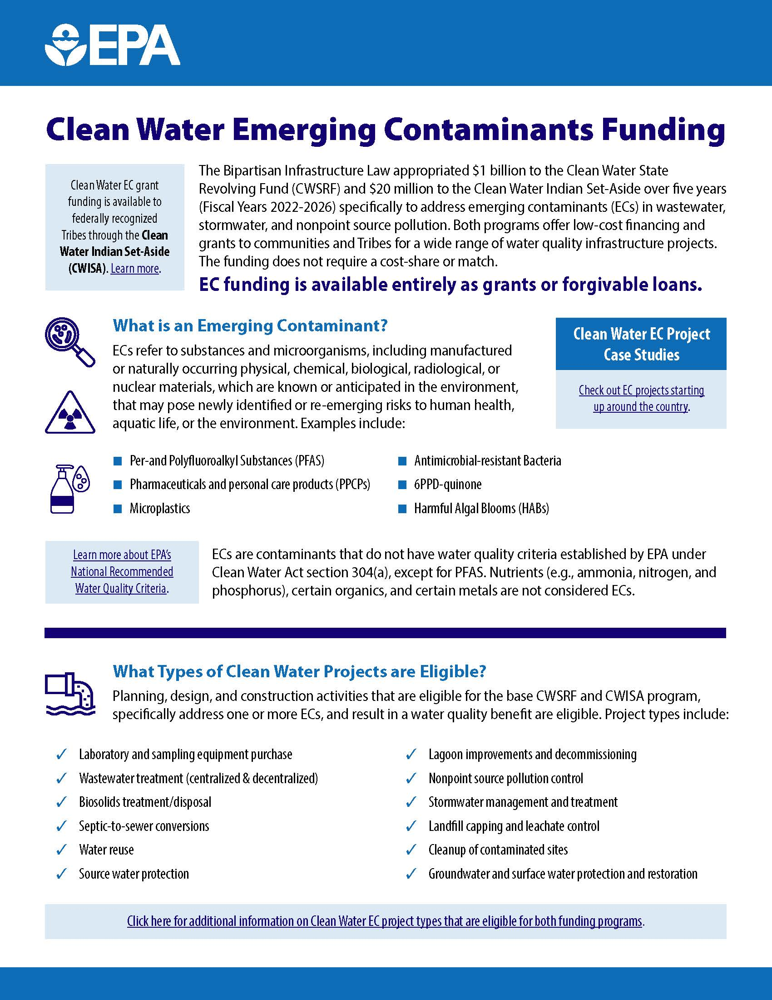 EPA
Clean Water Emerging Contaminants Funding
Clean Water EC grant
funding is available to
federally recognized
Tribes through the Clean
Water Indian Set-Aside
(CWISA). Learn more.
The Bipartisan Infrastructure Law appropriated $1 billion to the Clean Water State
Revolving Fund (CWSRF) and $20 million to the Clean Water Indian Set-Aside over five years
(Fiscal Years 2022-2026) specifically to address emerging contaminants (ECs) in wastewater,
stormwater, and nonpoint source pollution. Both programs offer low-cost financing and
grants to communities and Tribes for a wide range of water quality infrastructure projects.
The funding does not require a cost-share or match.
EC funding is available entirely as grants or forgivable loans.
What is an Emerging Contaminant?
ECs refer to substances and microorganisms, including manufactured
or naturally occurring physical, chemical, biological, radiological, or
nuclear materials, which are known or anticipated in the environment,
that may pose newly identified or re-emerging risks to human health,
aquatic life, or the environment. Examples include:
Clean Water EC Project
Case Studies
Check out EC projects starting
up around the country.
■ Per-and Polyfluoroalkyl Substances (PFAS)
■ Pharmaceuticals and personal care products (PPCPs)
■ Microplastics
■ Antimicrobial-resistant Bacteria
■ 6PPD-quinone
■ Harmful Algal Blooms (HABs)
Learn more about EPA's
National Recommended
Water Quality Criteria.
ECs are contaminants that do not have water quality criteria established by EPA under
Clean Water Act section 304(a), except for PFAS. Nutrients (e.g., ammonia, nitrogen, and
phosphorus), certain organics, and certain metals are not considered ECs.
What Types of Clean Water Projects are Eligible?
Planning, design, and construction activities that are eligible for the base CWSRF and CWISA program,
specifically address one or more ECs, and result in a water quality benefit are eligible. Project types include:
✓ Laboratory and sampling equipment purchase
✓ Wastewater treatment (centralized & decentralized)
✓ Biosolids treatment/disposal
✓ Septic-to-sewer conversions
✓ Water reuse
✓ Source water protection
✓ Lagoon improvements and decommissioning
✓ Nonpoint source pollution control
✓ Stormwater management and treatment
✓ Landfill capping and leachate control
✓ Cleanup of contaminated sites
✓ Groundwater and surface water protection and restoration
Click here for additional information on Clean Water EC project types that are eligible for both funding programs.